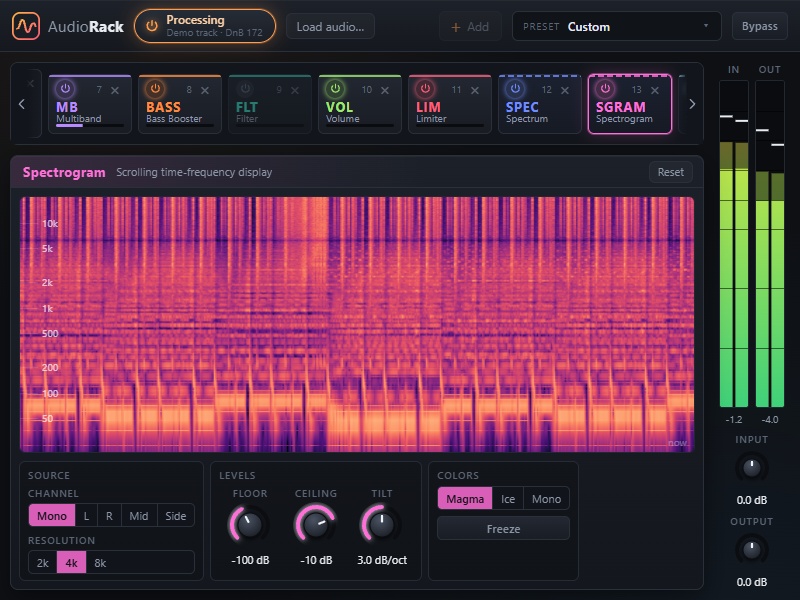 AudioRack
Processing
Demo track · DnB 172
Load audio...
+ Add
PRESET Custom
Bypass
7
MB
Multiband
8
BASS
Bass Booster
9
FLT
Filter
10
VOL
Volume
11
LIM
Limiter
12
SPEC
Spectrum
13
SGRAM
Spectrogram
IN OUT
Spectrogram Scrolling time-frequency display
Reset
10k
5k
2k
1k
500
200
100
50
now
-1.2 -4.0
INPUT
0.0 dB
OUTPUT
0.0 dB
SOURCE
CHANNEL
Mono L R Mid Side
RESOLUTION
2k 4k 8k
LEVELS
FLOOR CEILING TILT
-100 dB -10 dB 3.0 dB/oct
COLORS
Magma Ice Mono
Freeze